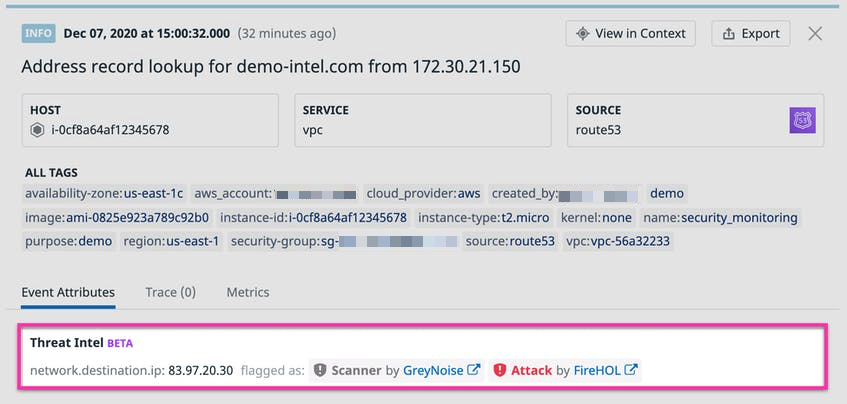 INFO Dec 07, 2020 at 15:00:32.000 (32 minutes ago) View in Context Export
Address record lookup for demo-intel.com from 172.30.21.150
HOST SERVICE SOURCE
i-0cf8a64af12345678 vpc route53
53
ALL TAGS
availability-zone:us-east-1c aws_account: cloud_provider:aws created_by: demo
image:ami-0825e923a789c92b0 instance-id:i-0cf8a64af12345678 instance-type:t2.micro kernel:none name:security_monitoring
purpose:demo region:us-east-1 security-group:sg- source:route53 vpc:vpc-56a32233
Event Attributes Trace (0) Metrics
Threat Intel BETA
network.destination.ip: 83.97.20.30 flagged as: Scanner by GreyNoise Attack by FireHOL